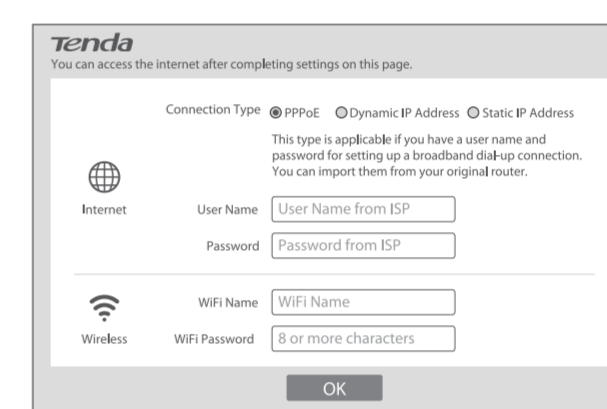 Tenda
You can access the internet after completing settings on this page.
Connection Type PPPoE Dynamic IP Address Static IP Address
This type is applicable if you have a user name and
password for setting up a broadband dial-up connection.
You can import them from your original router.
Internet
User Name User Name from ISP
Password Password from ISP
WiFi Name WiFi Name
Wireless
WiFi Password 8 or more characters
OK